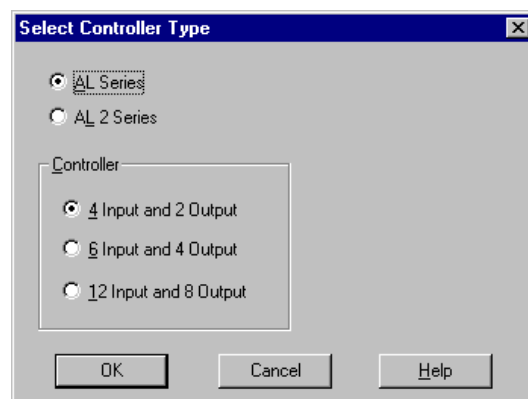 Select Controller Type
AL Series
AL 2 Series
Controller
4 Input and 2 Output
6 Input and 4 Output
12 Input and 8 Output
OK Cancel Help